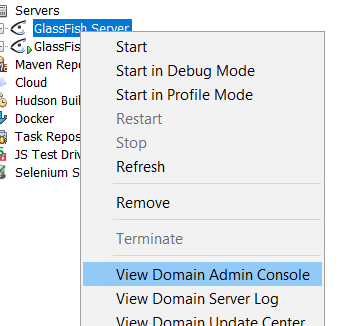 Servers
GlassFish Server
GlassFis
Maven Repo
Cloud
Hudson Buil
Docker
Task Repos
JS Test Driv
Selenium S
Start
Start in Debug Mode
Start in Profile Mode
Restart
Stop
Refresh
Remove
Terminate
View Domain Admin Console
View Domain Server Log
View Domain Update Center